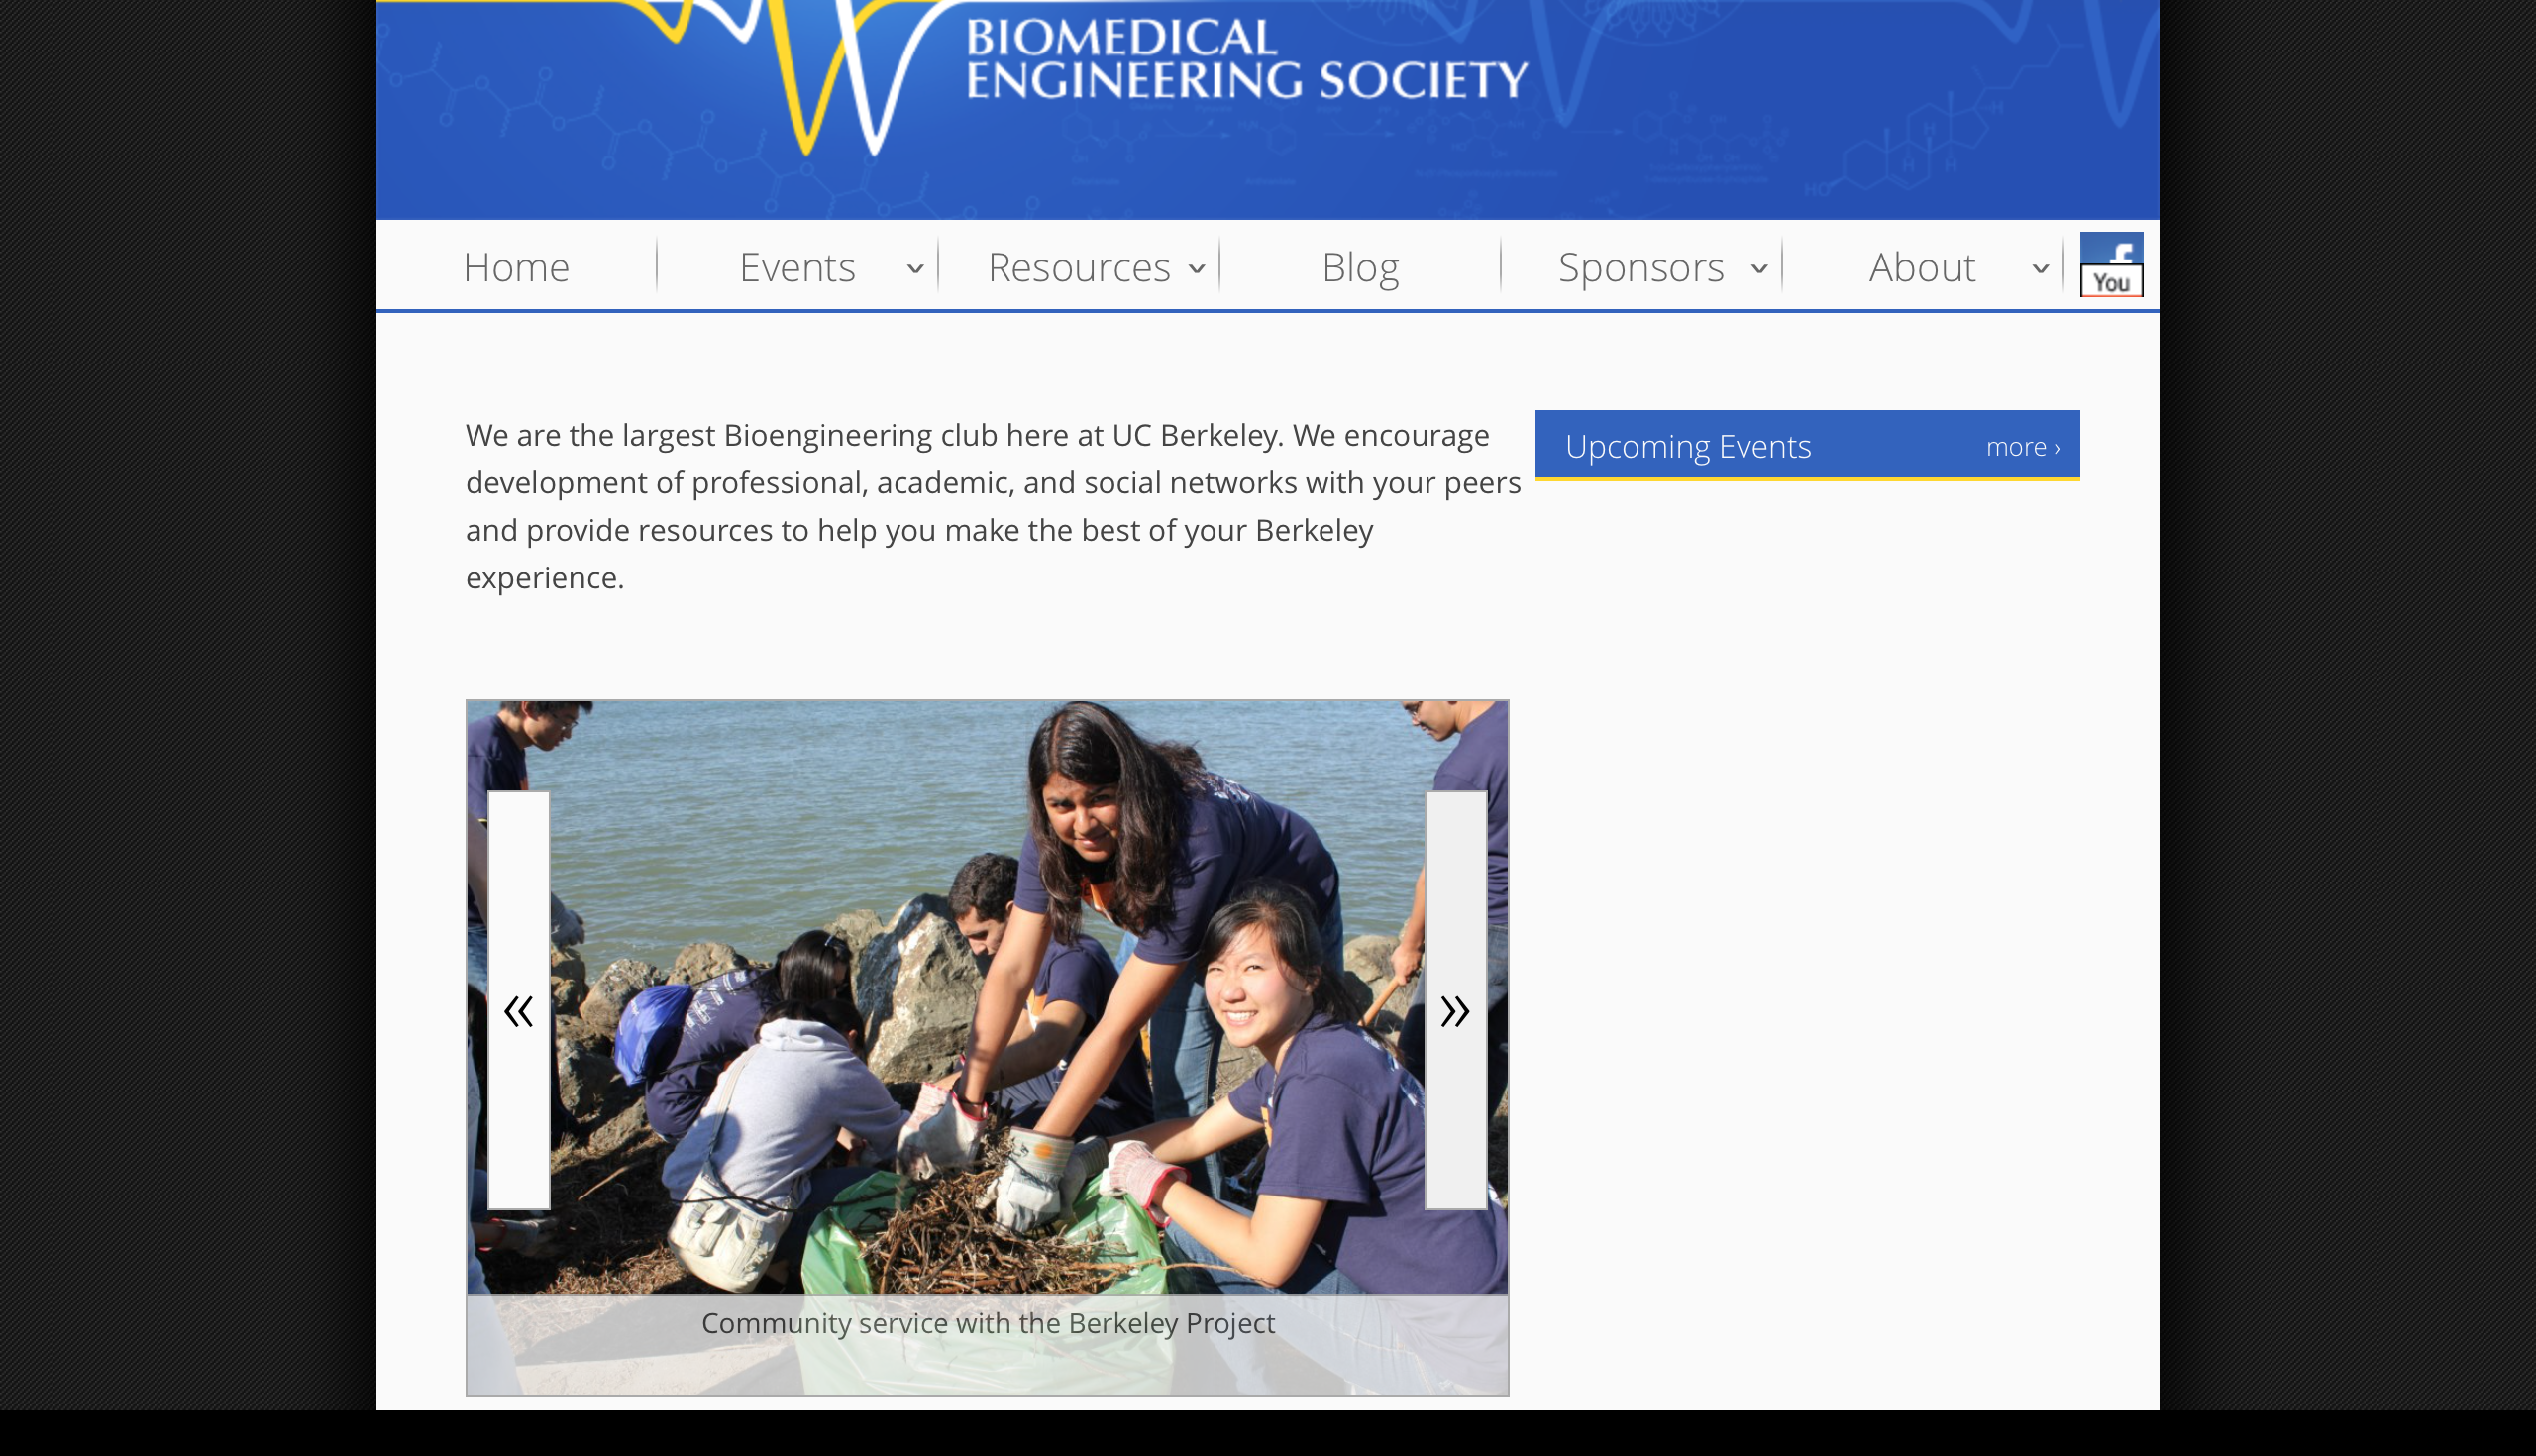 BIOMEDICAL
ENGINEERING SOCIETY
Home
Events
Resources
Blog
Sponsors
About
f
You
We are the largest Bioengineering club here at UC Berkeley. We encourage
development of professional, academic, and social networks with your peers
and provide resources to help you make the best of your Berkeley
experience.
Upcoming Events
more ›
«
»
Community service with the Berkeley Project